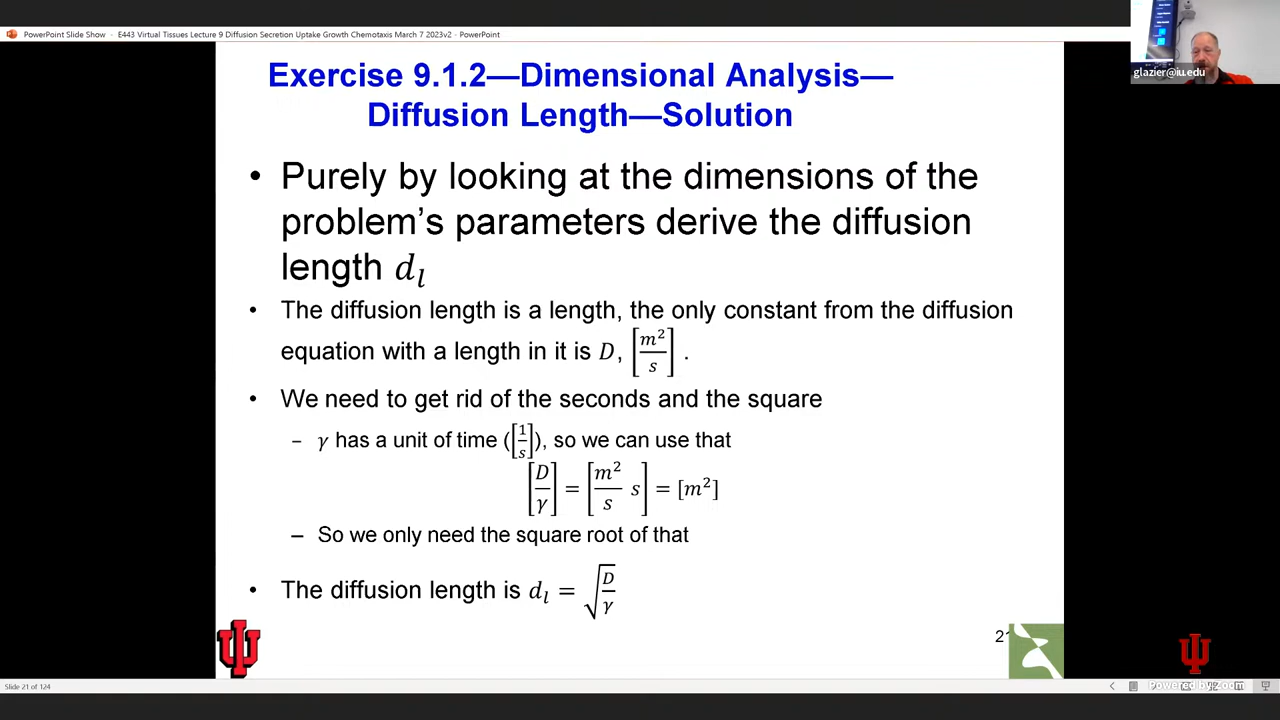 PowerPoint Slide Show - E443 Virtual Tissues Lecture 9 Diffusion Secretion Uptake Growth Chemotaxis March 7 2023v2 - PowerPoint
glazier@iu.edu
Exercise 9.1.2—Dimensional Analysis—
Diffusion Length—Solution
• Purely by looking at the dimensions of the
problem's parameters derive the diffusion
length d_l
• The diffusion length is a length, the only constant from the diffusion
equation with a length in it is D, [m²/s] .
• We need to get rid of the seconds and the square
– γ has a unit of time ([1/s]), so we can use that
[D/γ] = [m²/s s] = [m²]
– So we only need the square root of that
• The diffusion length is d_l = √(D/γ)
Slide 21 of 124
Powered by zoom